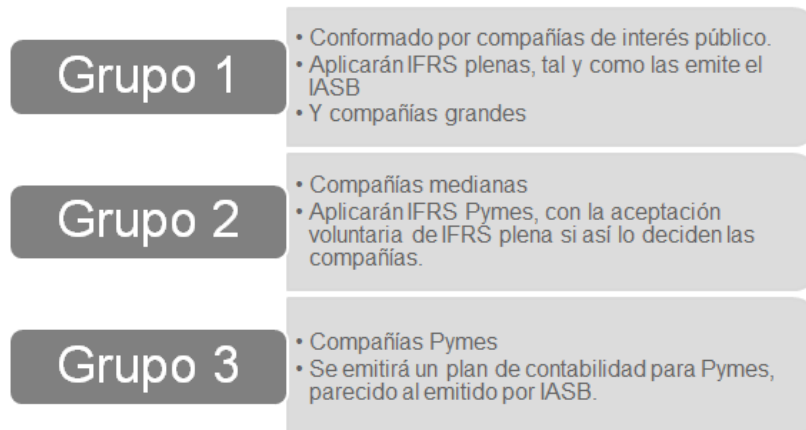 Grupo 1
• Conformado por compañías de interés público.
• Aplicarán IFRS plenas, tal y como las emite el
IASB
• Y compañías grandes
Grupo 2
• Compañías medianas
• Aplicarán IFRS Pymes, con la aceptación
voluntaria de IFRS plena si así lo deciden las
compañías.
Grupo 3
• Compañías Pymes
• Se emitirá un plan de contabilidad para Pymes,
parecido al emitido por IASB.